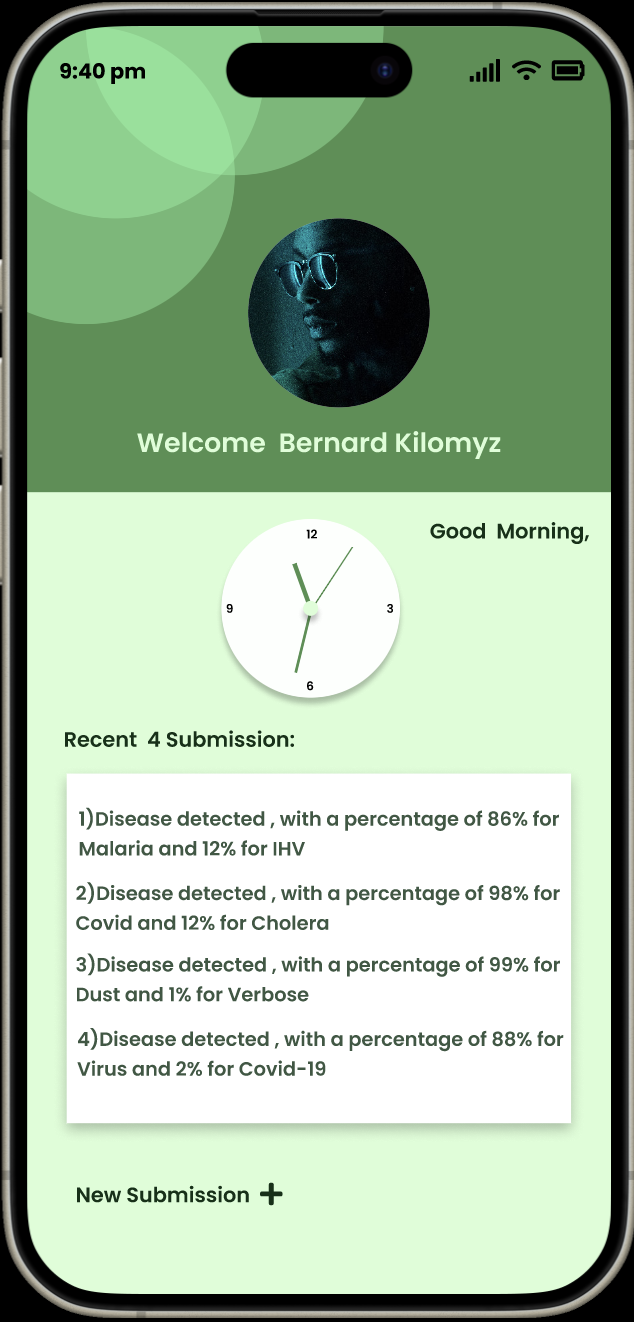 9:40 pm
Welcome Bernard Kilomyz
Good Morning,
12
9
3
6
Recent 4 Submission:
1)Disease detected , with a percentage of 86% for
Malaria and 12% for IHV
2)Disease detected , with a percentage of 98% for
Covid and 12% for Cholera
3)Disease detected , with a percentage of 99% for
Dust and 1% for Verbose
4)Disease detected , with a percentage of 88% for
Virus and 2% for Covid-19
New Submission